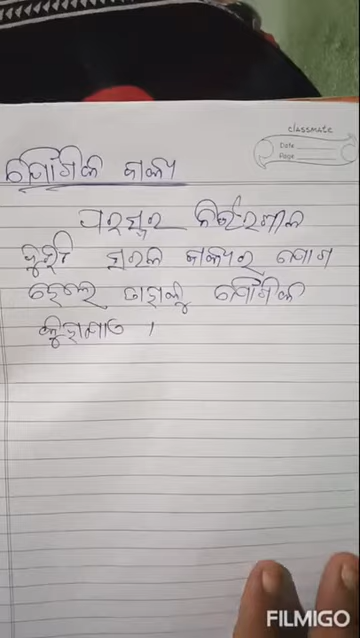 classmate
Date
Page
ଯୌଗିକ ବାକ୍ୟ
ପରସ୍ପର ନିର୍ଭରଶୀଳ
ଦୁଇଟି ସରଳ ବାକ୍ୟର ଯୋଗ
ହେଲେ ତାହାକୁ ଯୌଗିକ
କୁହାଯାଏ ।
FILMIGO